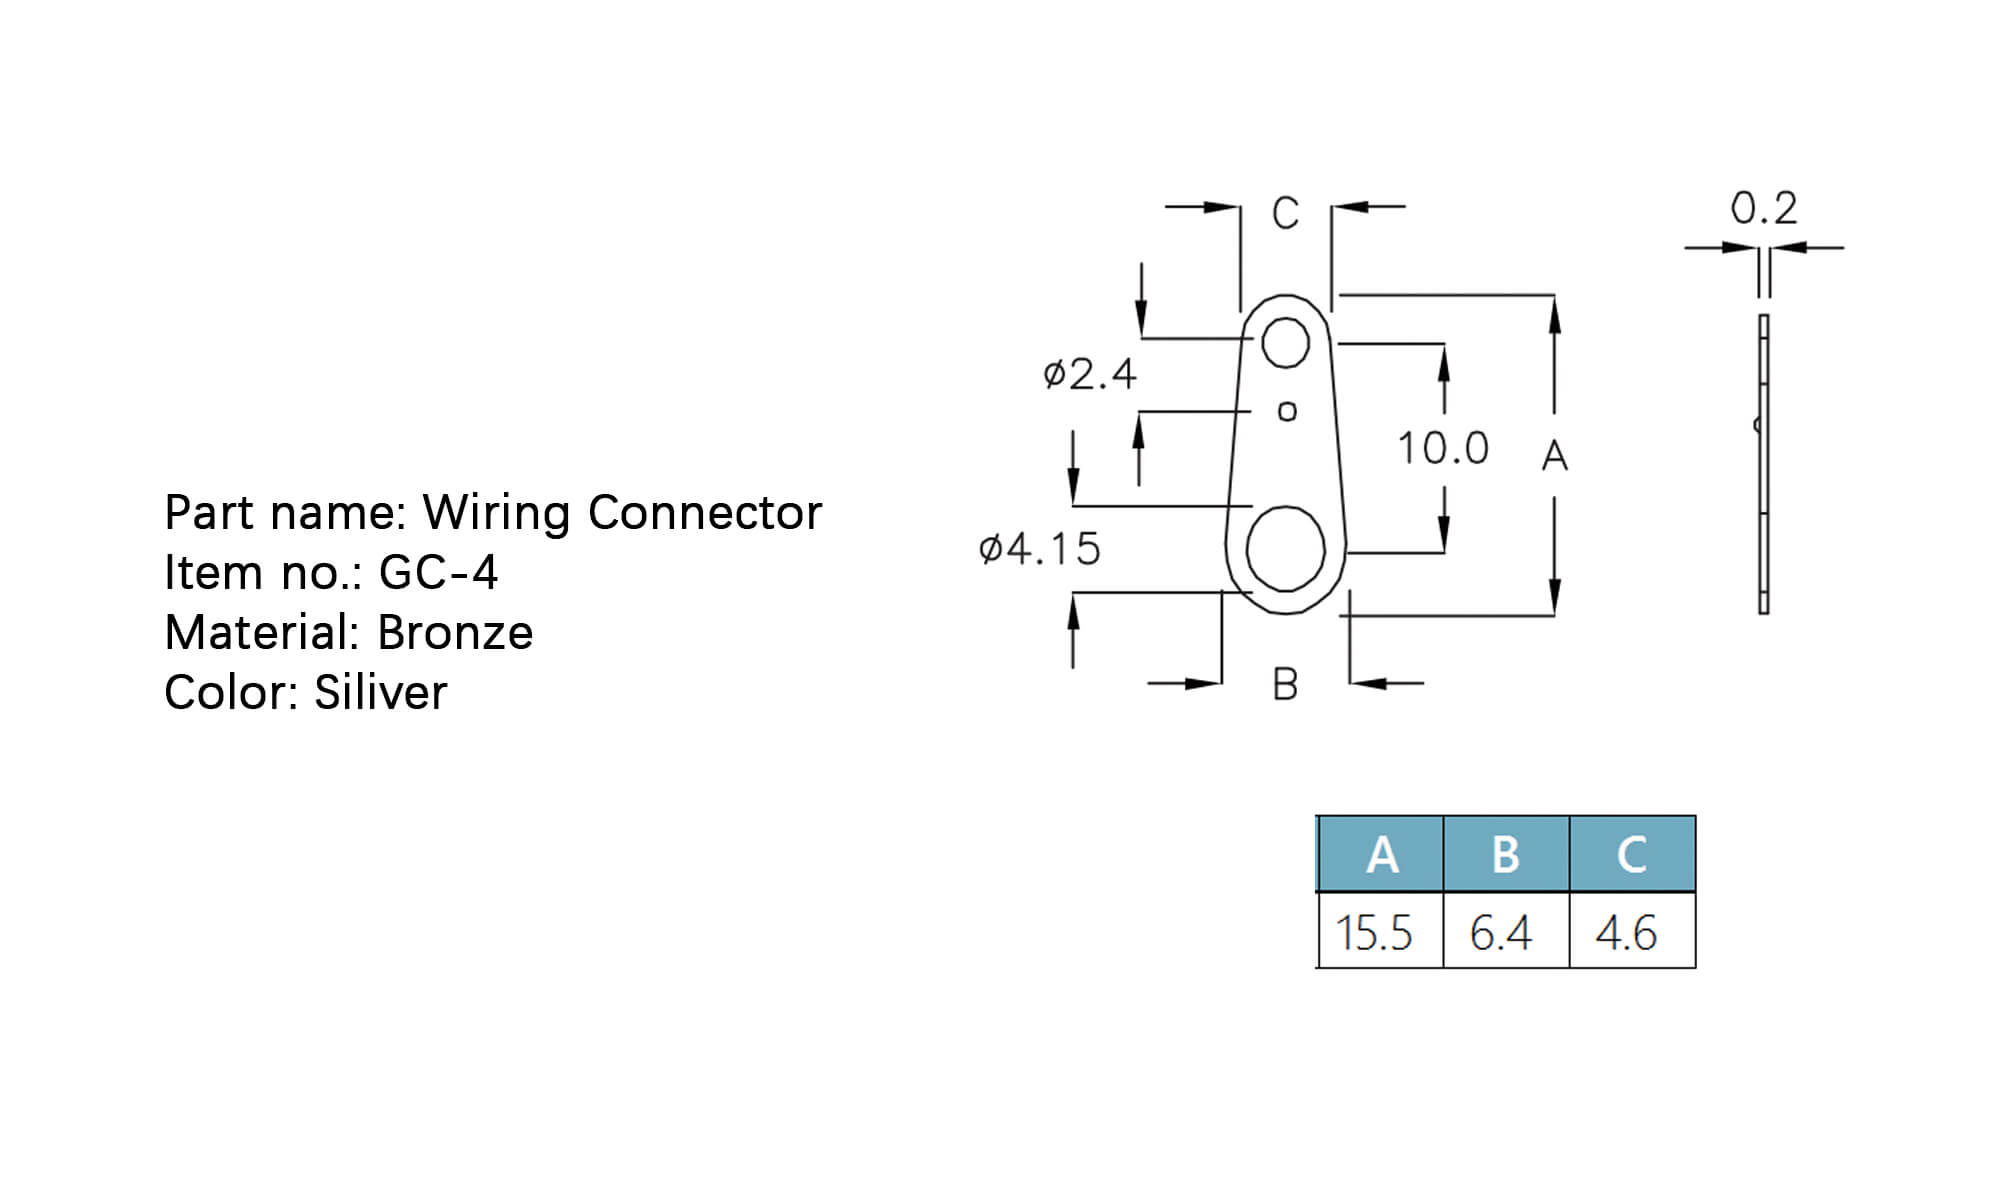 Part name: Wiring Connector
Item no.: GC-4
Material: Bronze
Color: Siliver
C
0.2
ø2.4
10.0
A
ø4.15
B
A B C
15.5 6.4 4.6